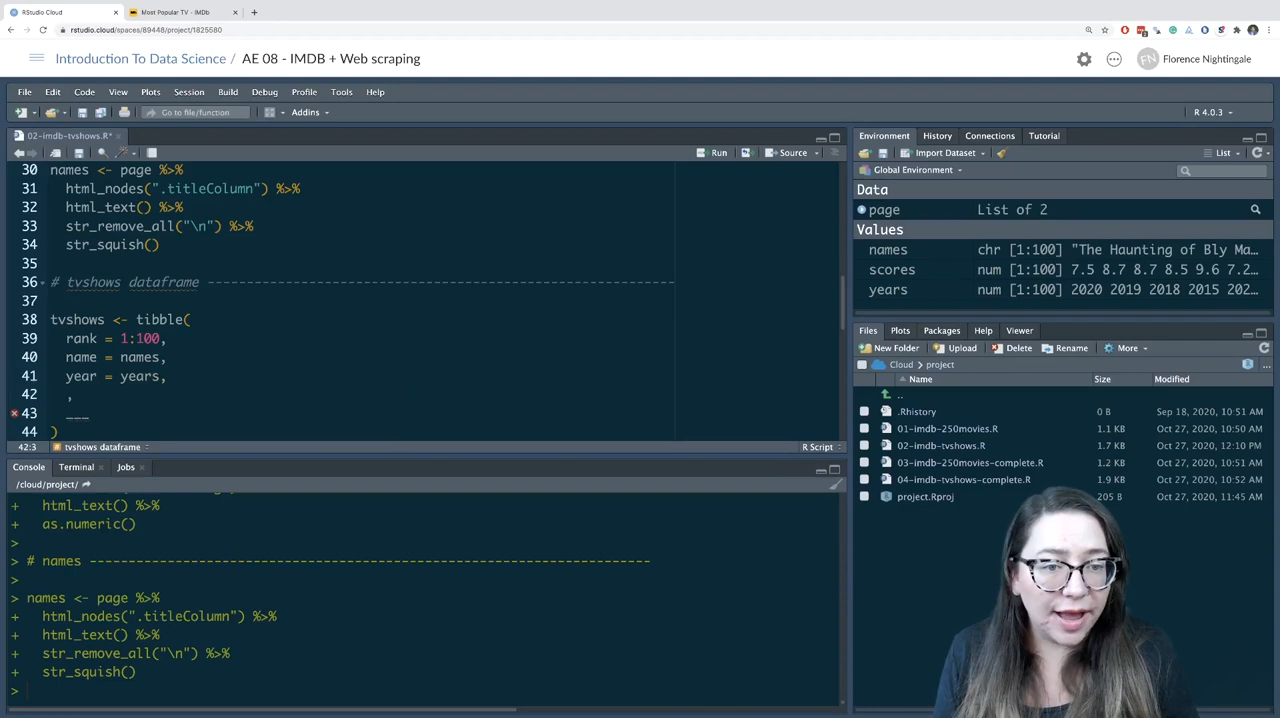 RStudio Cloud
Most Popular TV - IMDb
rstudio.cloud/spaces/89448/project/1825580
Introduction To Data Science / AE 08 - IMDB + Web scraping
FN Florence Nightingale
File Edit Code View Plots Session Build Debug Profile Tools Help
Go to file/function Addins R 4.0.3
02-imdb-tvshows.R*
Run Source
30 names <- page %>%
31 html_nodes(".titleColumn") %>%
32 html_text() %>%
33 str_remove_all("\n") %>%
34 str_squish()
35
36 # tvshows dataframe ------------------------------------------------------------
37
38 tvshows <- tibble(
39 rank = 1:100,
40 name = names,
41 year = years,
42 ,
43 ___
44 )
42:3 tvshows dataframe R Script
Console Terminal Jobs
/cloud/project/
+ html_text() %>%
+ as.numeric()
>
> # names ------------------------------------------------------------------------
>
> names <- page %>%
+ html_nodes(".titleColumn") %>%
+ html_text() %>%
+ str_remove_all("\n") %>%
+ str_squish()
>
Environment History Connections Tutorial
Import Dataset List
Global Environment
Data
page List of 2
Values
names chr [1:100] "The Haunting of Bly Ma…
scores num [1:100] 7.5 8.7 8.7 8.5 9.6 7.2…
years num [1:100] 2020 2019 2018 2015 202…
Files Plots Packages Help Viewer
New Folder Upload Delete Rename More
Cloud project
Name Size Modified
..
.Rhistory 0 B Sep 18, 2020, 10:51 AM
01-imdb-250movies.R 1.1 KB Oct 27, 2020, 10:50 AM
02-imdb-tvshows.R 1.7 KB Oct 27, 2020, 12:10 PM
03-imdb-250movies-complete.R 1.2 KB Oct 27, 2020, 10:51 AM
04-imdb-tvshows-complete.R 1.9 KB Oct 27, 2020, 10:52 AM
project.Rproj 205 B Oct 27, 2020, 11:45 AM